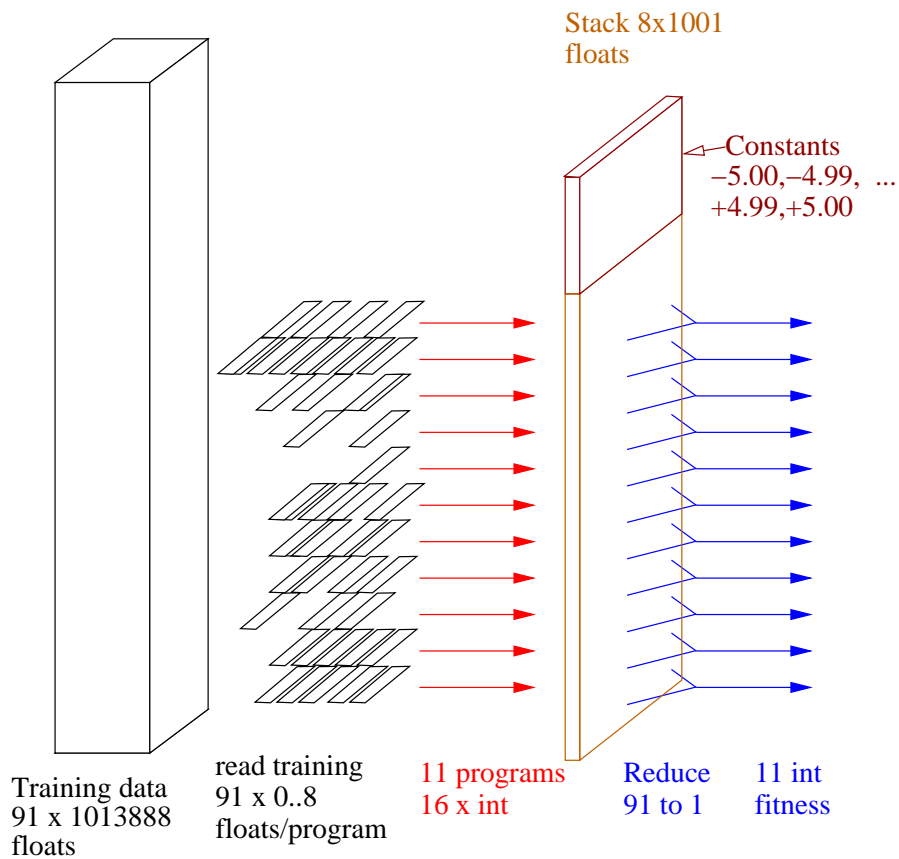 Stack 8x1001
floats
Constants
−5.00,−4.99, ...
+4.99,+5.00
Training data
91 x 1013888
floats
read training
91 x 0..8
floats/program
11 programs
16 x int
Reduce
91 to 1
11 int
fitness